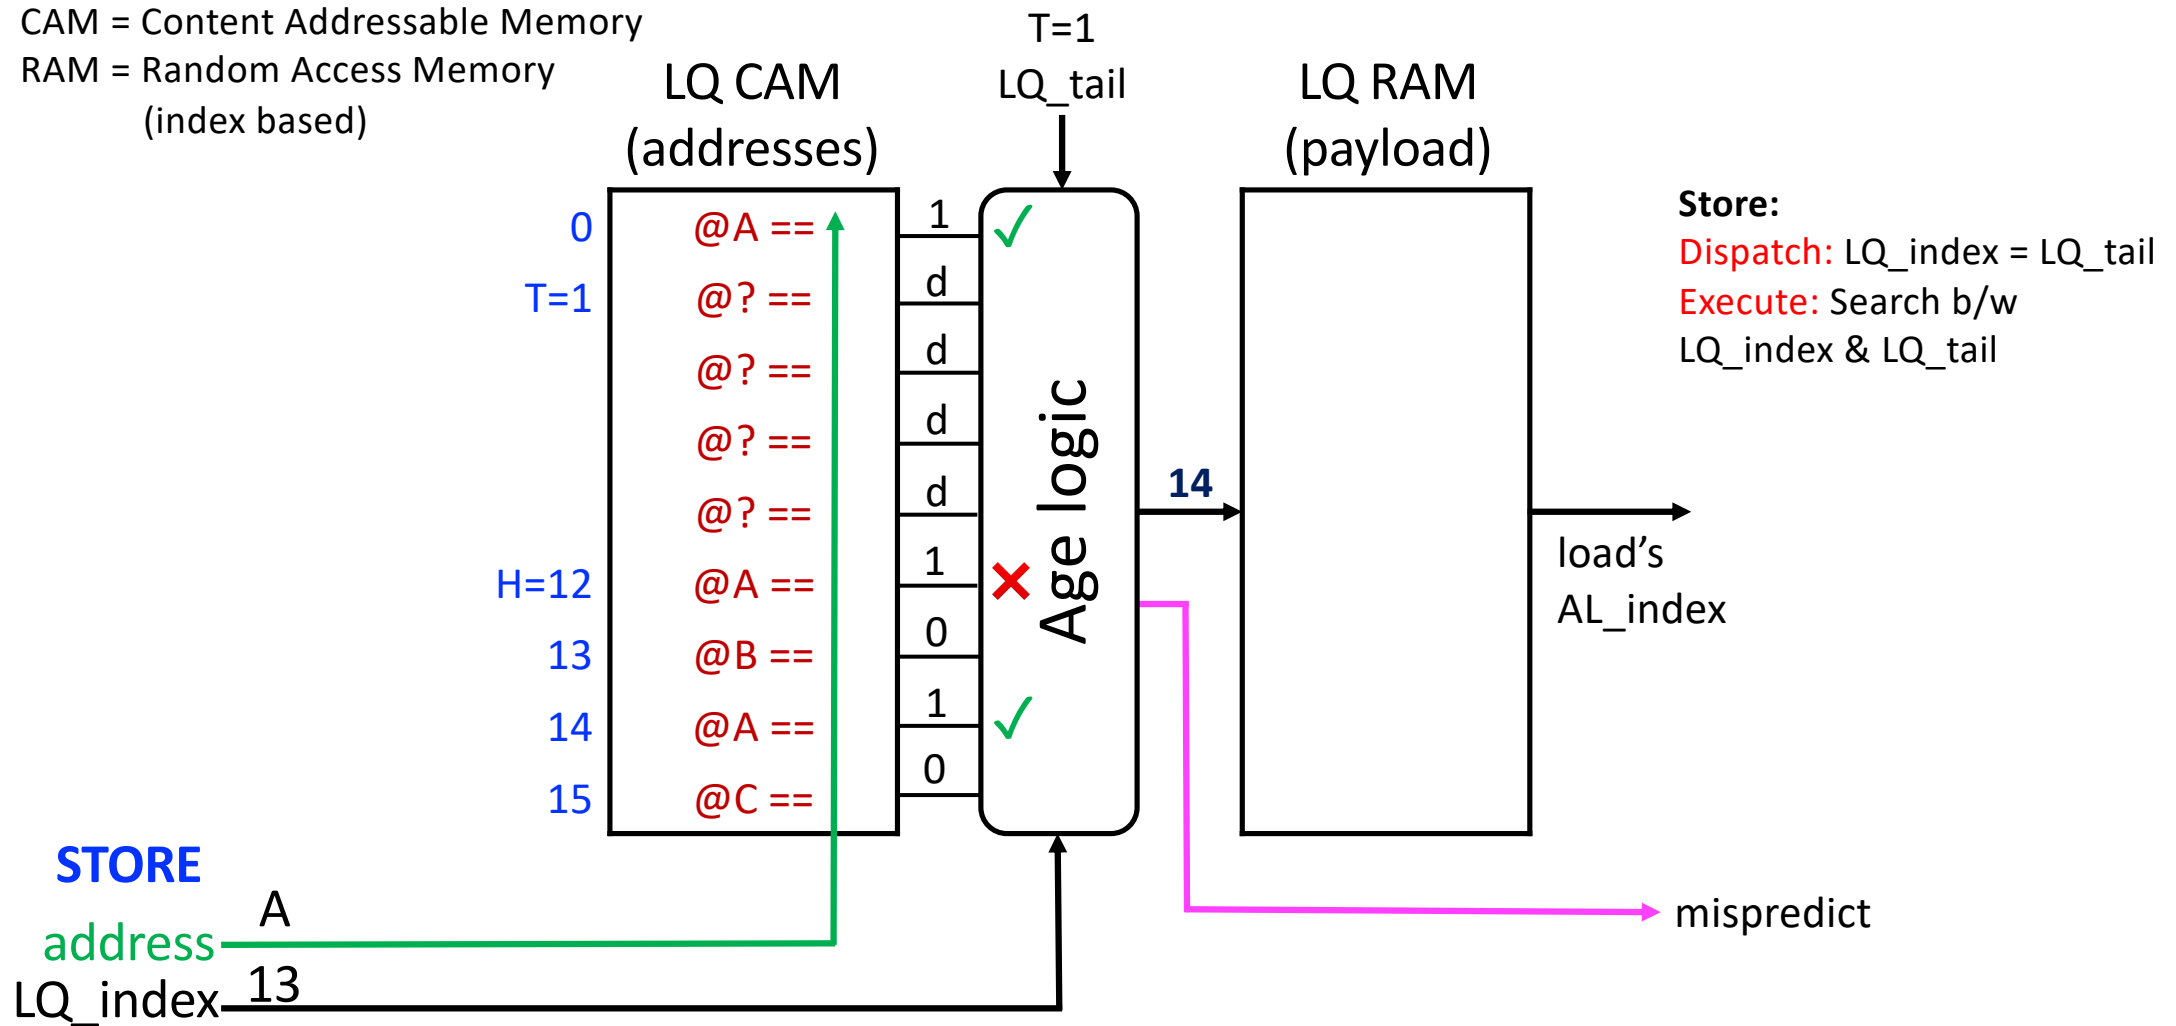 CAM = Content Addressable Memory
RAM = Random Access Memory
(index based)
T=1
LQ_tail
LQ CAM
(addresses)
LQ RAM
(payload)
0 @A == 1 ✓
T=1 @? == d
@? == d
@? == d
@? == d
H=12 @A == 1 ×
13 @B == 0
14 @A == 1 ✓
15 @C == 0
Age logic
14
load’s
AL_index
mispredict
Store:
Dispatch: LQ_index = LQ_tail
Execute: Search b/w
LQ_index & LQ_tail
STORE
address A
LQ_index 13